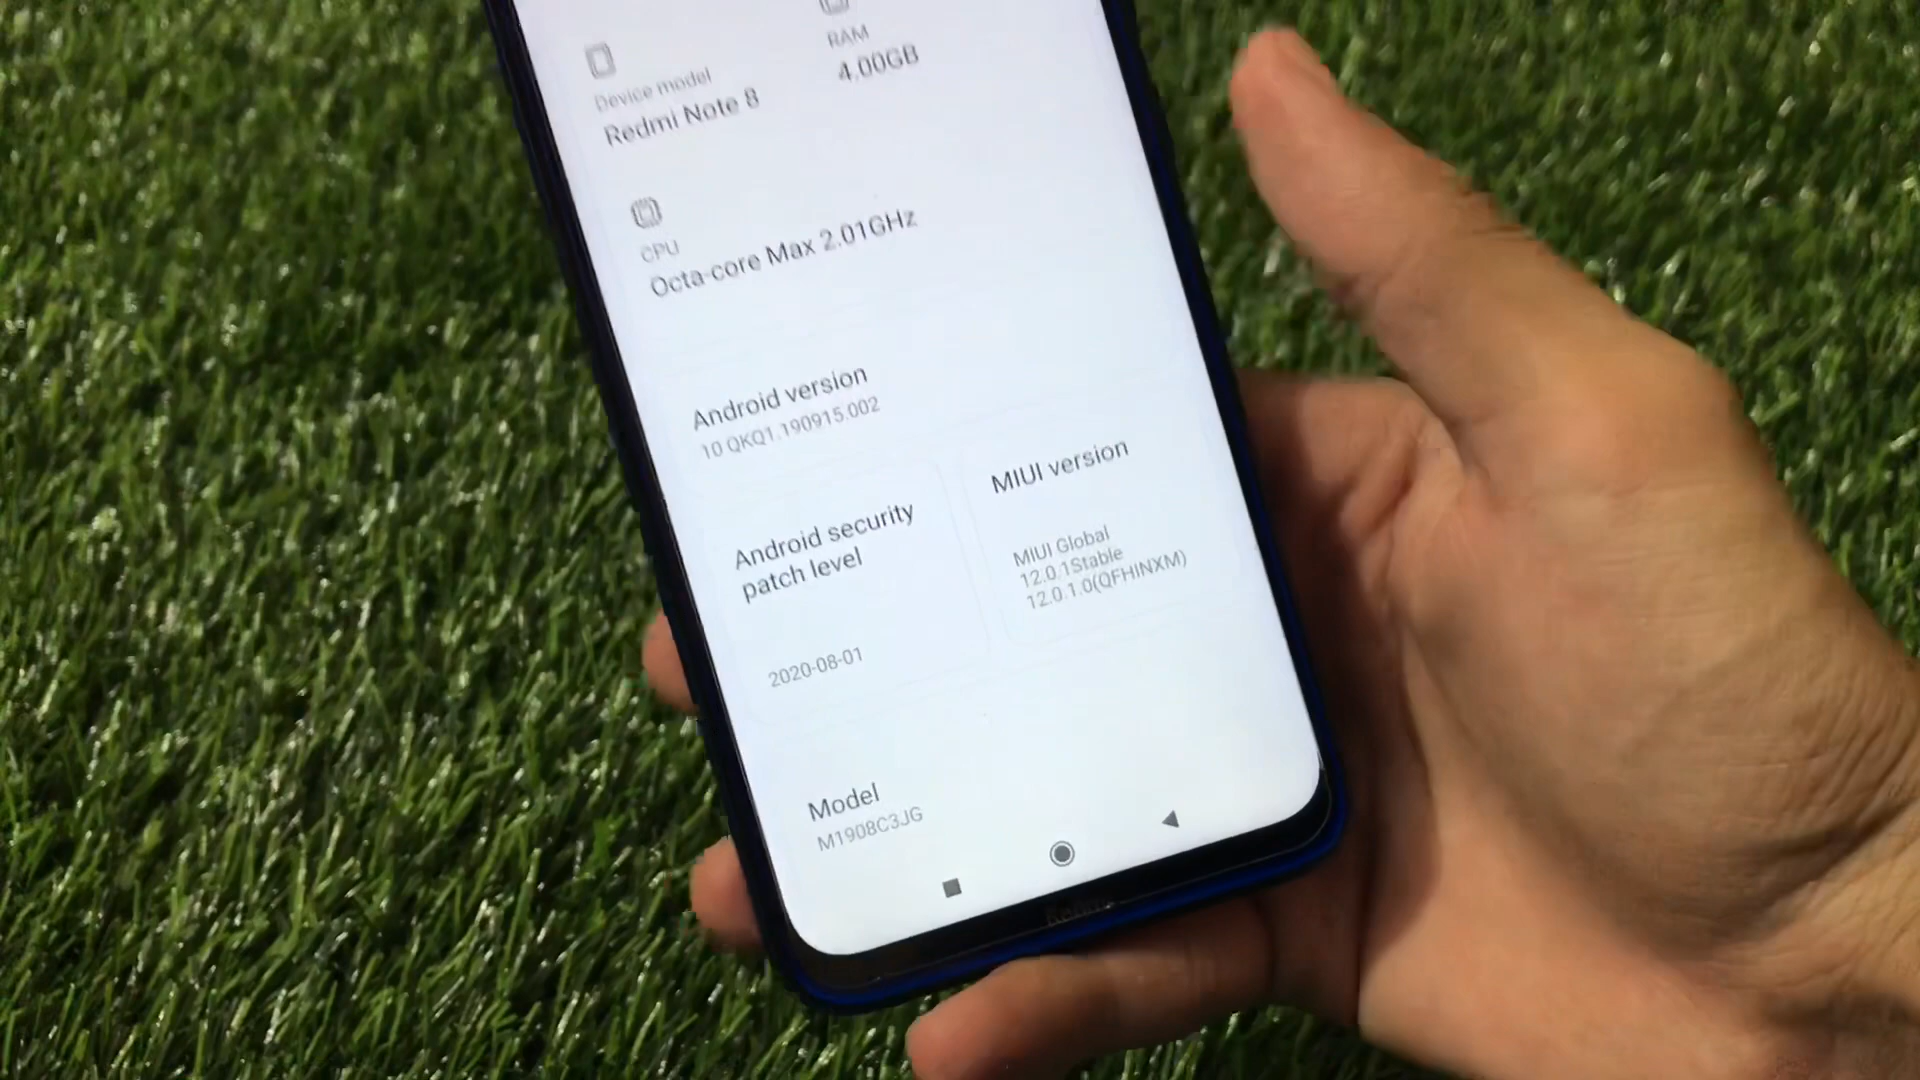 Device model
Redmi Note 8
RAM
4.00GB
CPU
Octa-core Max 2.01GHz
Android version
10 QKQ1.190915.002
Android security
patch level
2020-08-01
MIUI version
MIUI Global
12.0.1Stable
12.0.1.0(QFHINXM)
Model
M1908C3JG
Redmi